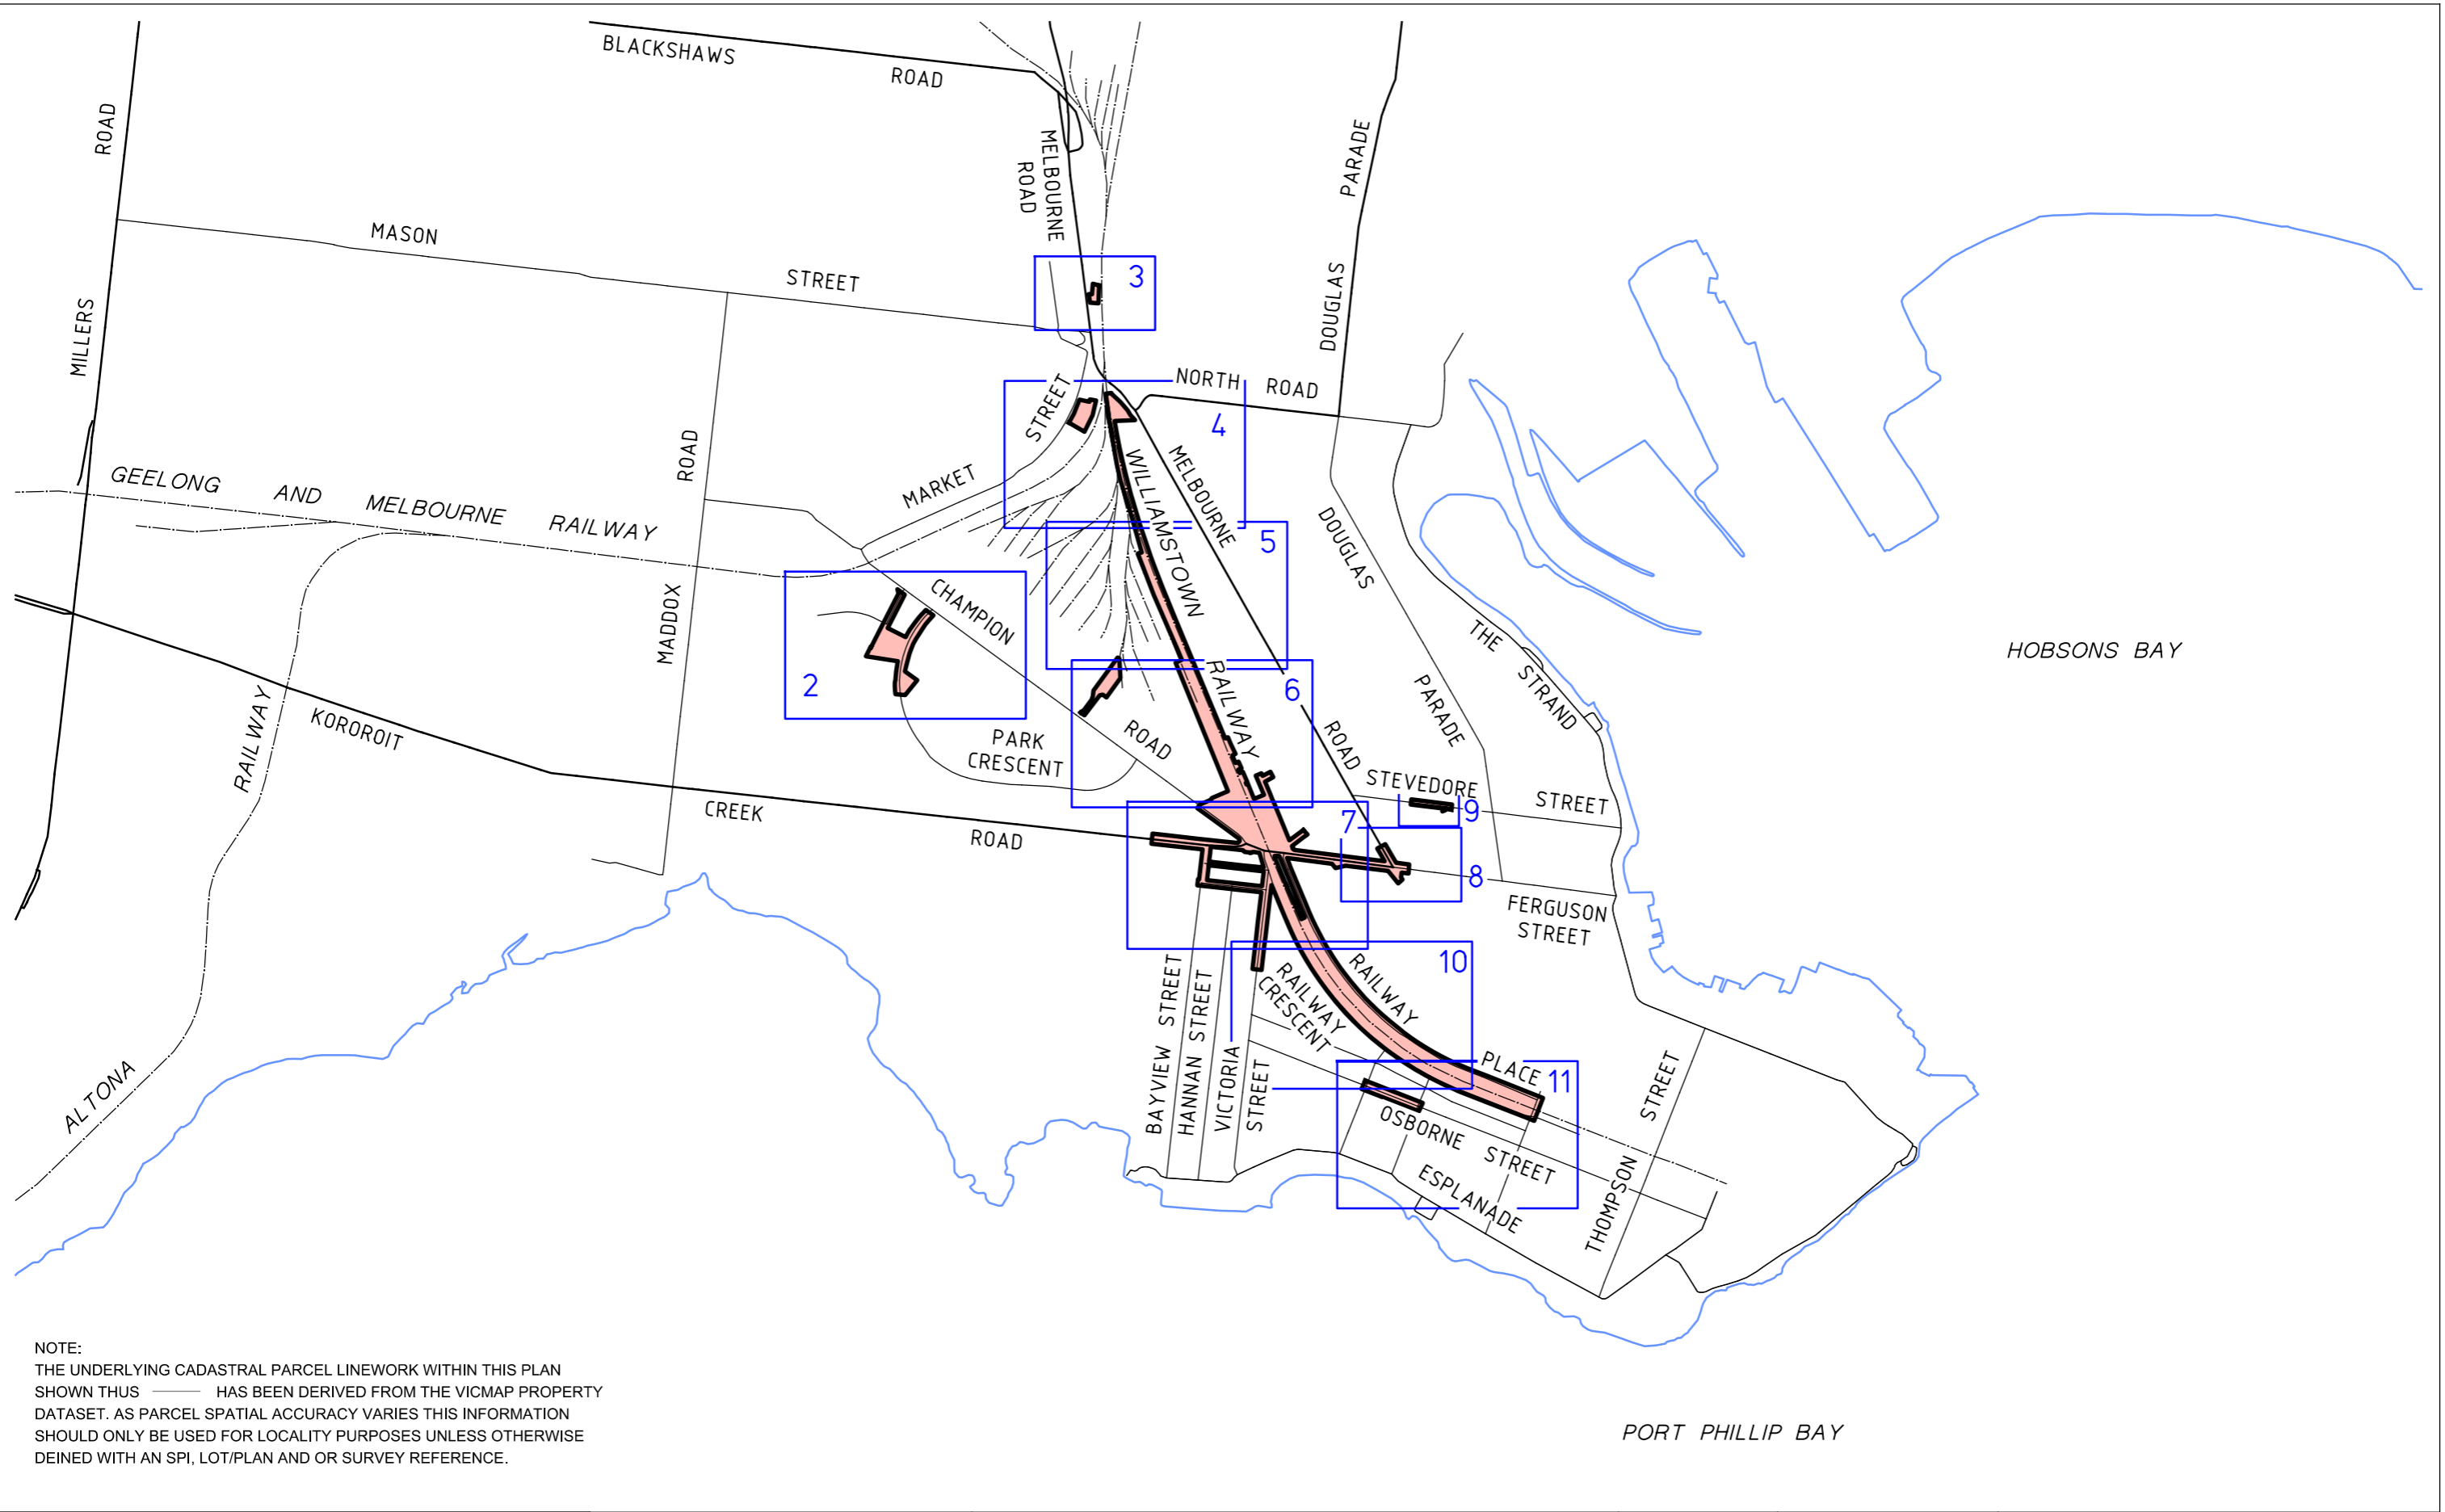 BLACKSHAWS
ROAD
ROAD
MELBOURNE
ROAD
PARADE
MASON
STREET
3
DOUGLAS
MILLERS
NORTH ROAD
STREET
4
ROAD
MARKET
MELBOURNE
WILLIAMSTOWN
GEELONG AND MELBOURNE RAILWAY
5
DOUGLAS
MADDOX
CHAMPION
THE STRAND
HOBSONS BAY
2
RAILWAY
6
PARADE
RAILWAY
KOROROIT
PARK
CRESCENT
ROAD
ROAD
STEVEDORE
STREET
9
CREEK
ROAD
7
8
FERGUSON
STREET
10
RAILWAY
RAILWAY
CRESCENT
BAYVIEW STREET
HANNAN STREET
VICTORIA
STREET
PLACE
11
STREET
ALTONA
OSBORNE STREET
ESPLANADE
THOMPSON
NOTE:
THE UNDERLYING CADASTRAL PARCEL LINEWORK WITHIN THIS PLAN
SHOWN THUS HAS BEEN DERIVED FROM THE VICMAP PROPERTY
DATASET. AS PARCEL SPATIAL ACCURACY VARIES THIS INFORMATION
SHOULD ONLY BE USED FOR LOCALITY PURPOSES UNLESS OTHERWISE
DEINED WITH AN SPI, LOT/PLAN AND OR SURVEY REFERENCE.
PORT PHILLIP BAY